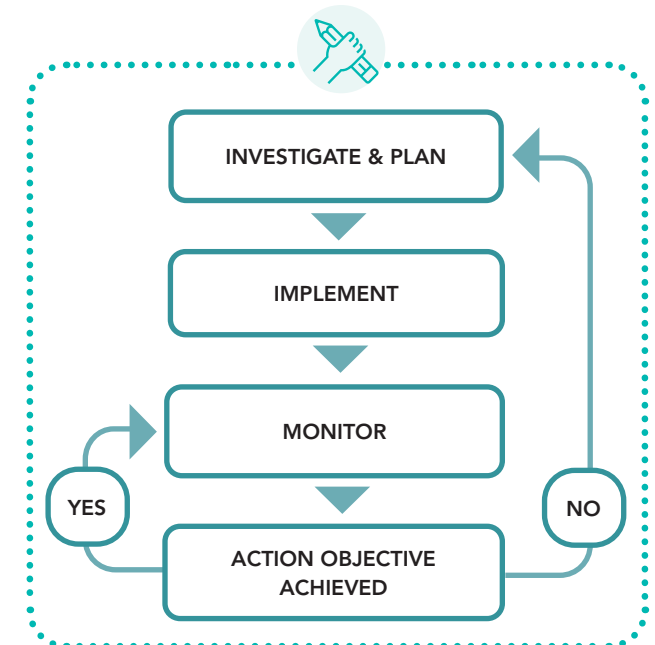 INVESTIGATE & PLAN
IMPLEMENT
MONITOR
YES
NO
ACTION OBJECTIVE
ACHIEVED